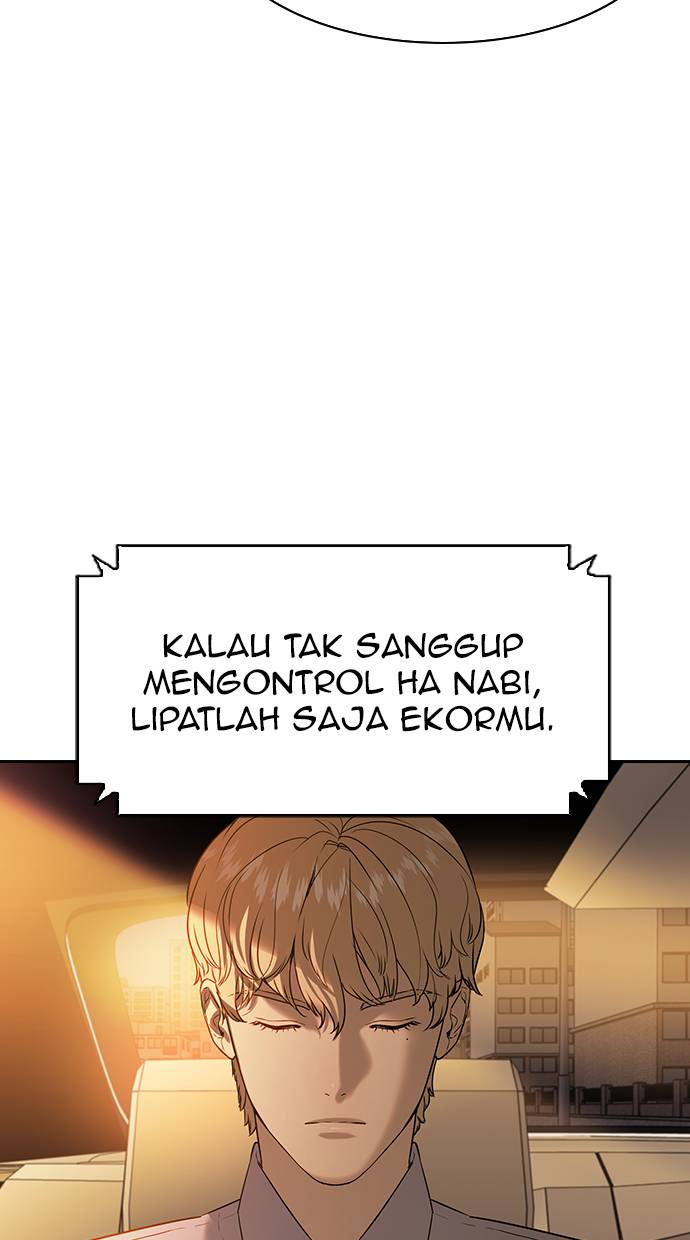 KALAU TAK SANGGUP
MENGONTROL HA NABI,
LIPATLAH SAJA EKORMU.